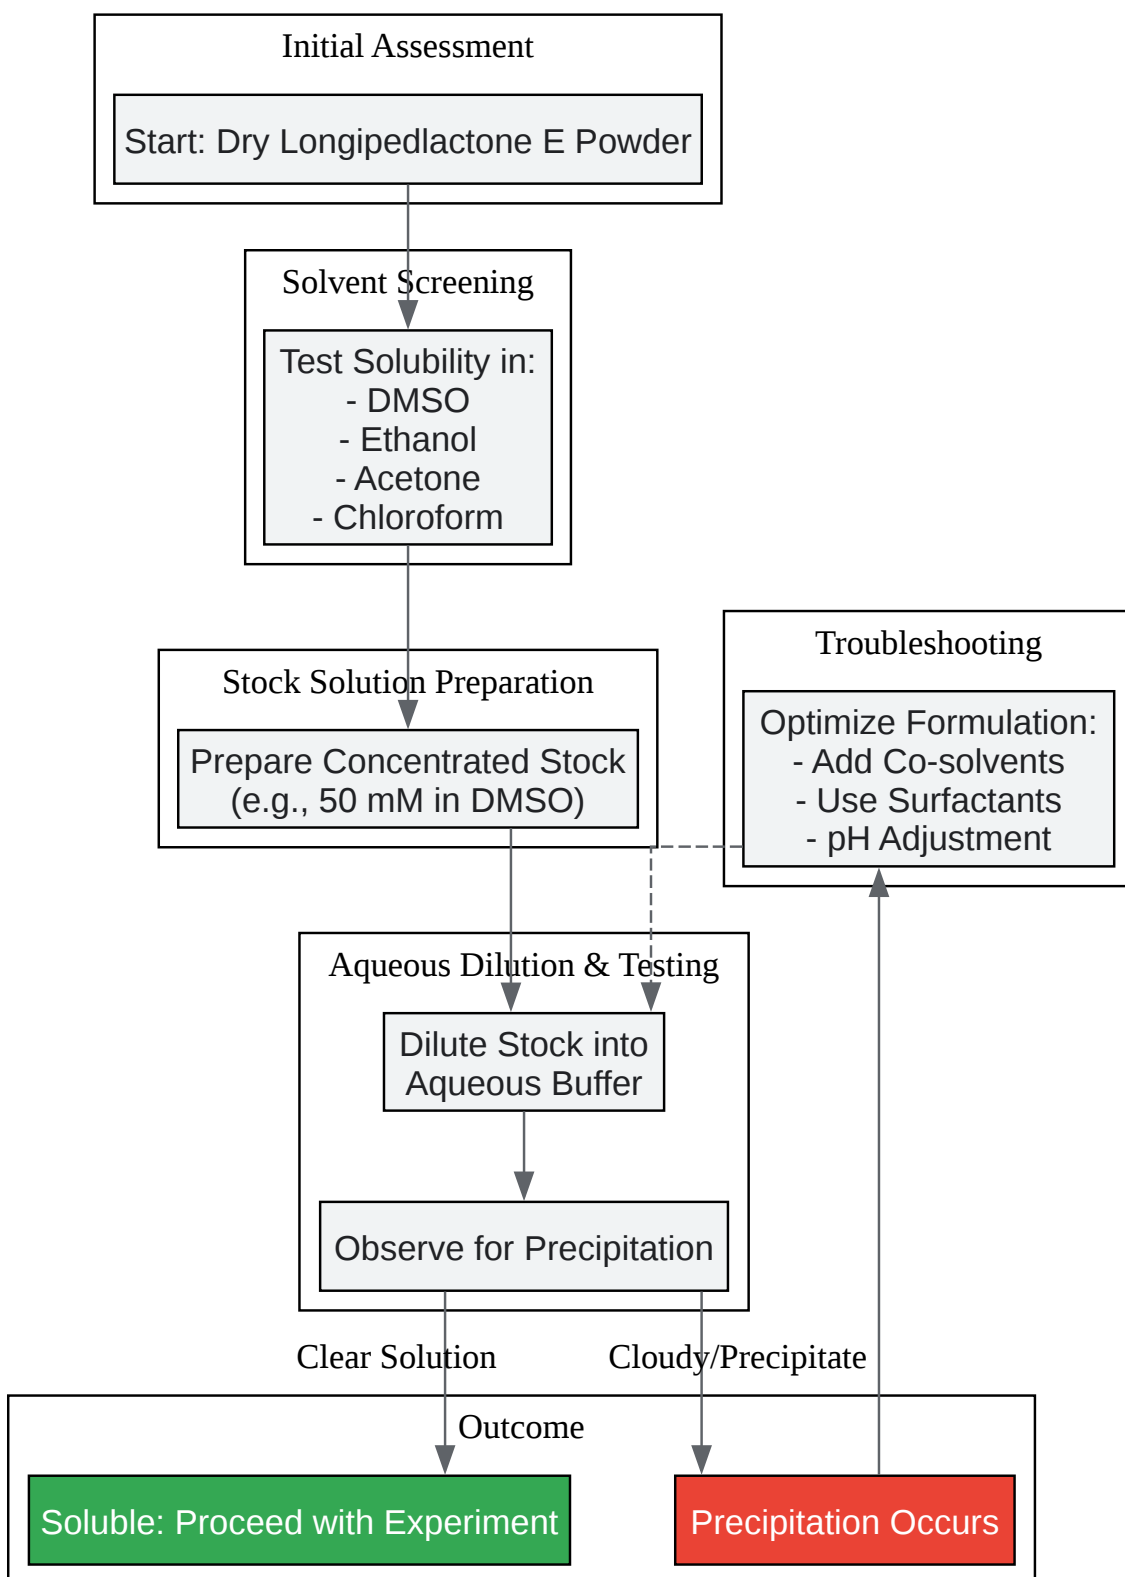 Initial Assessment
Start: Dry Longipedlactone E Powder
Solvent Screening
Test Solubility in:
- DMSO
- Ethanol
- Acetone
- Chloroform
Stock Solution Preparation
Prepare Concentrated Stock
(e.g., 50 mM in DMSO)
Troubleshooting
Optimize Formulation:
- Add Co-solvents
- Use Surfactants
- pH Adjustment
Aqueous Dilution & Testing
Dilute Stock into
Aqueous Buffer
Observe for Precipitation
Clear Solution
Cloudy/Precipitate
Outcome
Soluble: Proceed with Experiment
Precipitation Occurs